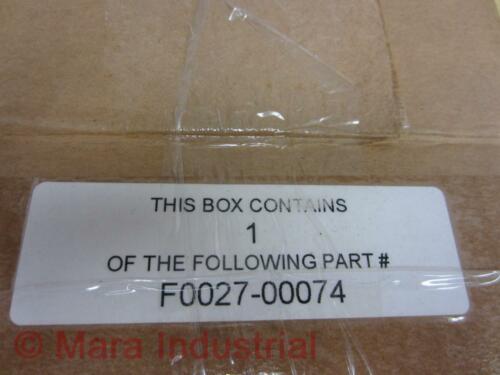 THIS BOX CONTAINS
1
OF THE FOLLOWING PART #
F0027-00074
© Mara Industrial